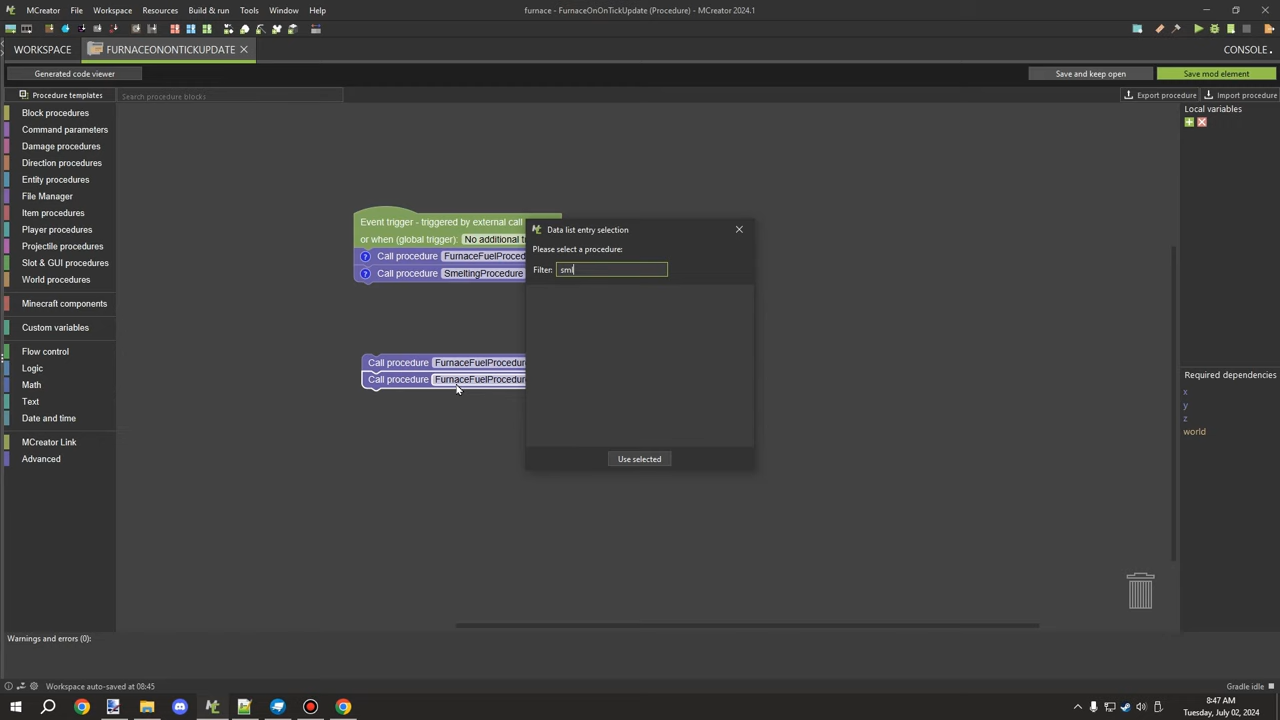 MCreator File Workspace Resources Build & run Tools Window Help
furnace - FurnaceOnOnTickUpdate (Procedure) - MCreator 2024.1
WORKSPACE
FURNACEONONTICKUPDATE
CONSOLE
Generated code viewer
Save and keep open
Save mod element
Procedure templates
Search procedure blocks
Export procedure
Import procedure
Block procedures
Command parameters
Damage procedures
Direction procedures
Entity procedures
File Manager
Item procedures
Player procedures
Projectile procedures
Slot & GUI procedures
World procedures
Minecraft components
Custom variables
Flow control
Logic
Math
Text
Date and time
MCreator Link
Advanced
Event trigger - triggered by external call
or when (global trigger): No additional t
? Call procedure FurnaceFuelProced
? Call procedure SmeltingProcedure
Call procedure FurnaceFuelProcedur
Call procedure FurnaceFuelProcedur
Data list entry selection
Please select a procedure:
Filter: sml
Use selected
Local variables
Required dependencies
x
y
z
world
Warnings and errors (0):
Workspace auto-saved at 08:45
Gradle idle
8:47 AM
Tuesday, July 02, 2024